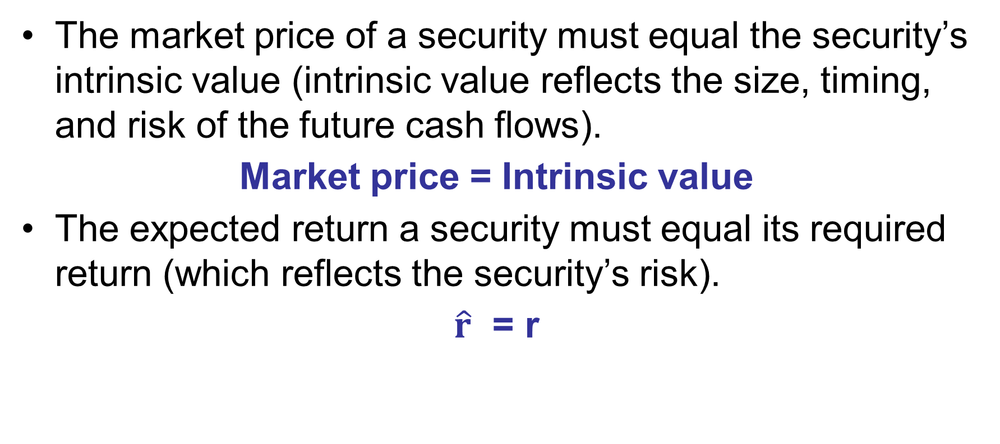 • The market price of a security must equal the security’s
intrinsic value (intrinsic value reflects the size, timing,
and risk of the future cash flows).
Market price = Intrinsic value
• The expected return a security must equal its required
return (which reflects the security’s risk).
r̂ = r